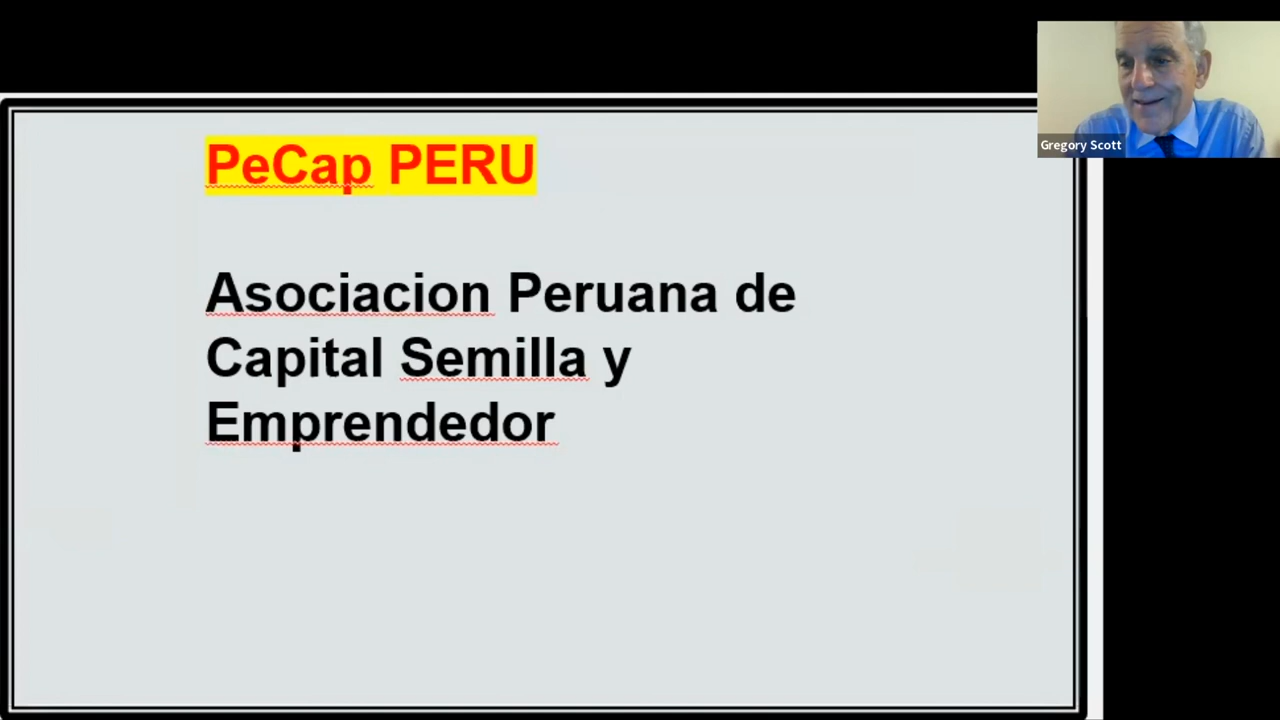 PeCap PERU
Gregory Scott
Asociacion Peruana de
Capital Semilla y
Emprendedor